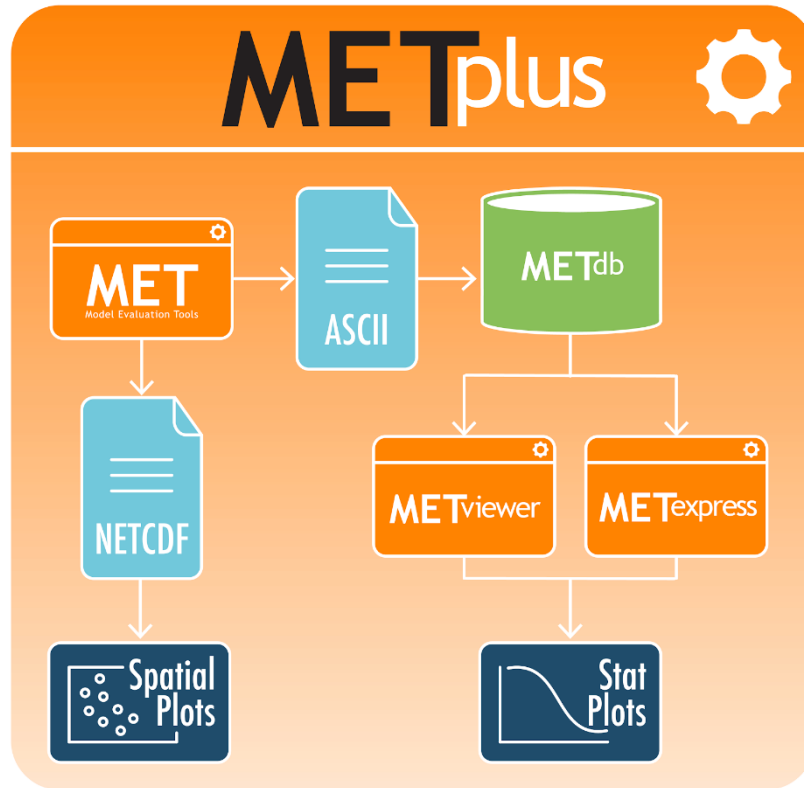 METplus
MET
Model Evaluation Tools
ASCII
METdb
NETCDF
METviewer
METexpress
Spatial
Plots
Stat
Plots